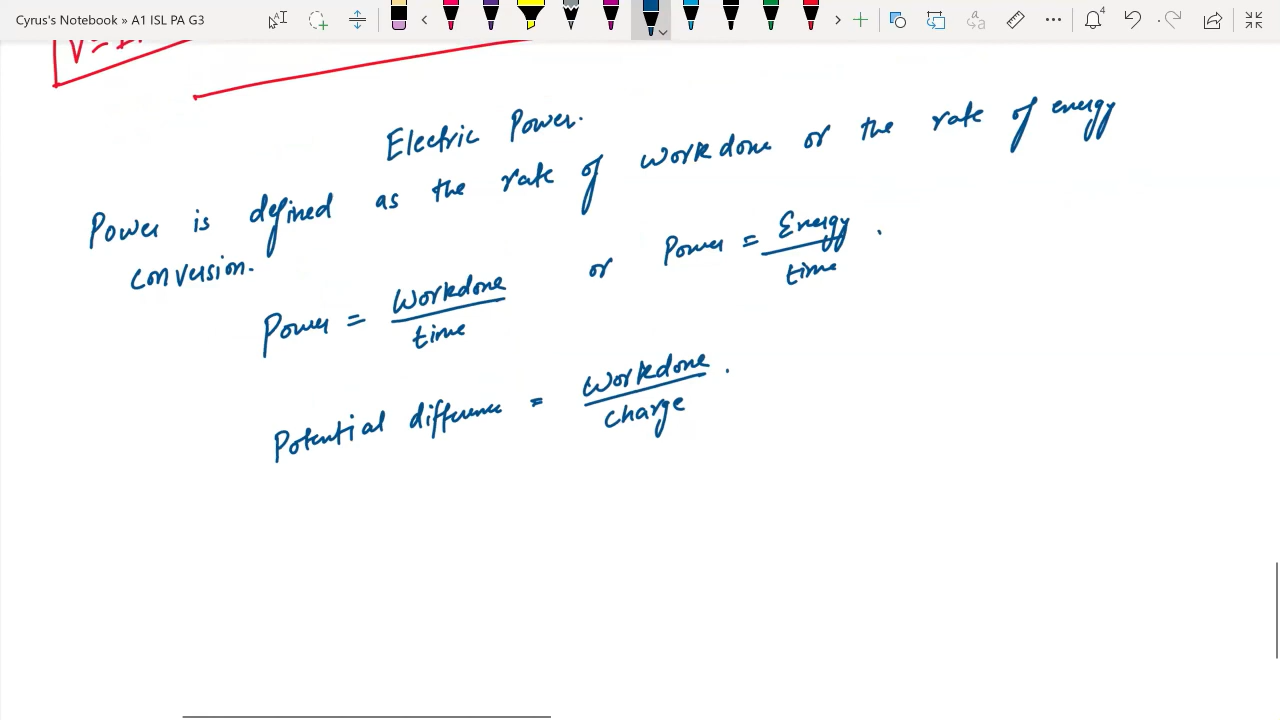 Cyrus's Notebook » A1 ISL PA G3
4
Electric Power.
Power is defined as the rate of workdone or the rate of energy
conversion.
Power = Workdone / time or Power = Energy / time .
Potential difference = Workdone / charge .